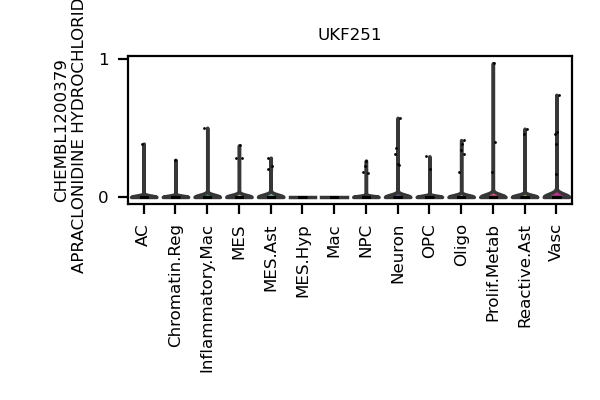 UKF251
CHEMBL1200379
APRACLONIDINE HYDROCHLORID
1
0
AC
Chromatin.Reg
Inflammatory.Mac
MES
MES.Ast
MES.Hyp
Mac
NPC
Neuron
OPC
Oligo
Prolif.Metab
Reactive.Ast
Vasc